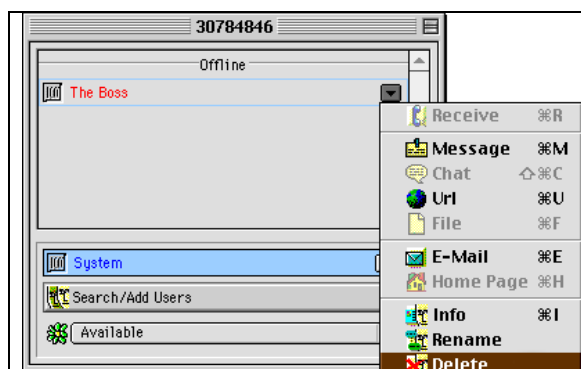 30784846
Offline
The Boss
Receive ⌘R
Message ⌘M
Chat ⇧⌘C
Url ⌘U
File ⌘F
E-Mail ⌘E
Home Page ⌘H
Info ⌘I
Rename
Delete
System
Search/Add Users
Available